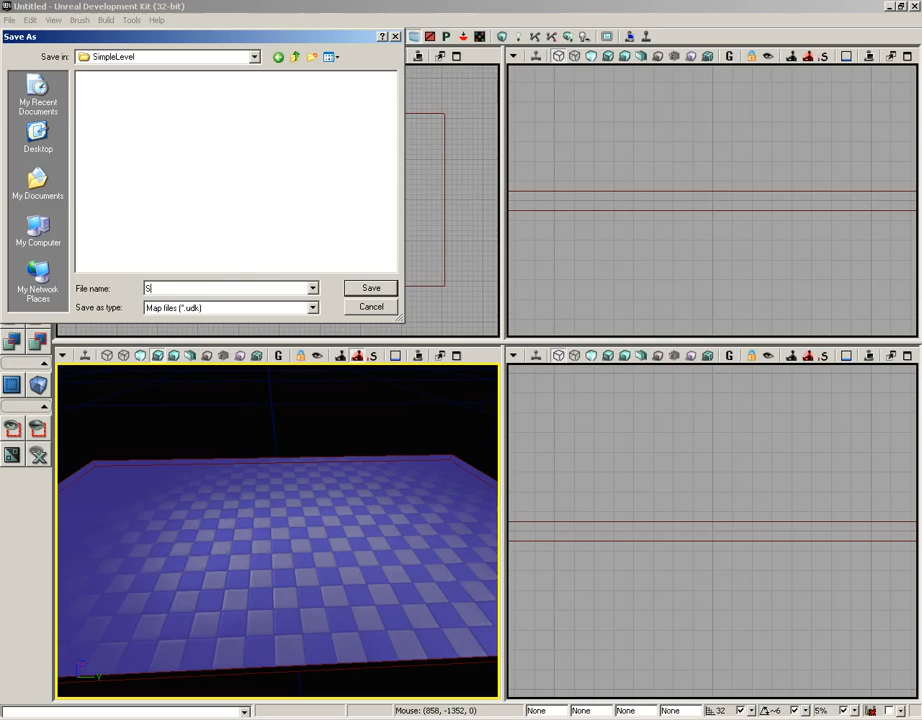 Untitled - Unreal Development Kit (32-bit)
File Edit View Brush Build Tools Help
Save As
Save in: SimpleLevel
My Recent
Documents
Desktop
My Documents
My Computer
My Network
Places
File name: S
Save
Save as type: Map files (*.udk)
Cancel
P
G
G S
G S
G S
Y
Mouse: (858, -1352, 0) None None None None 32 ~6 5%